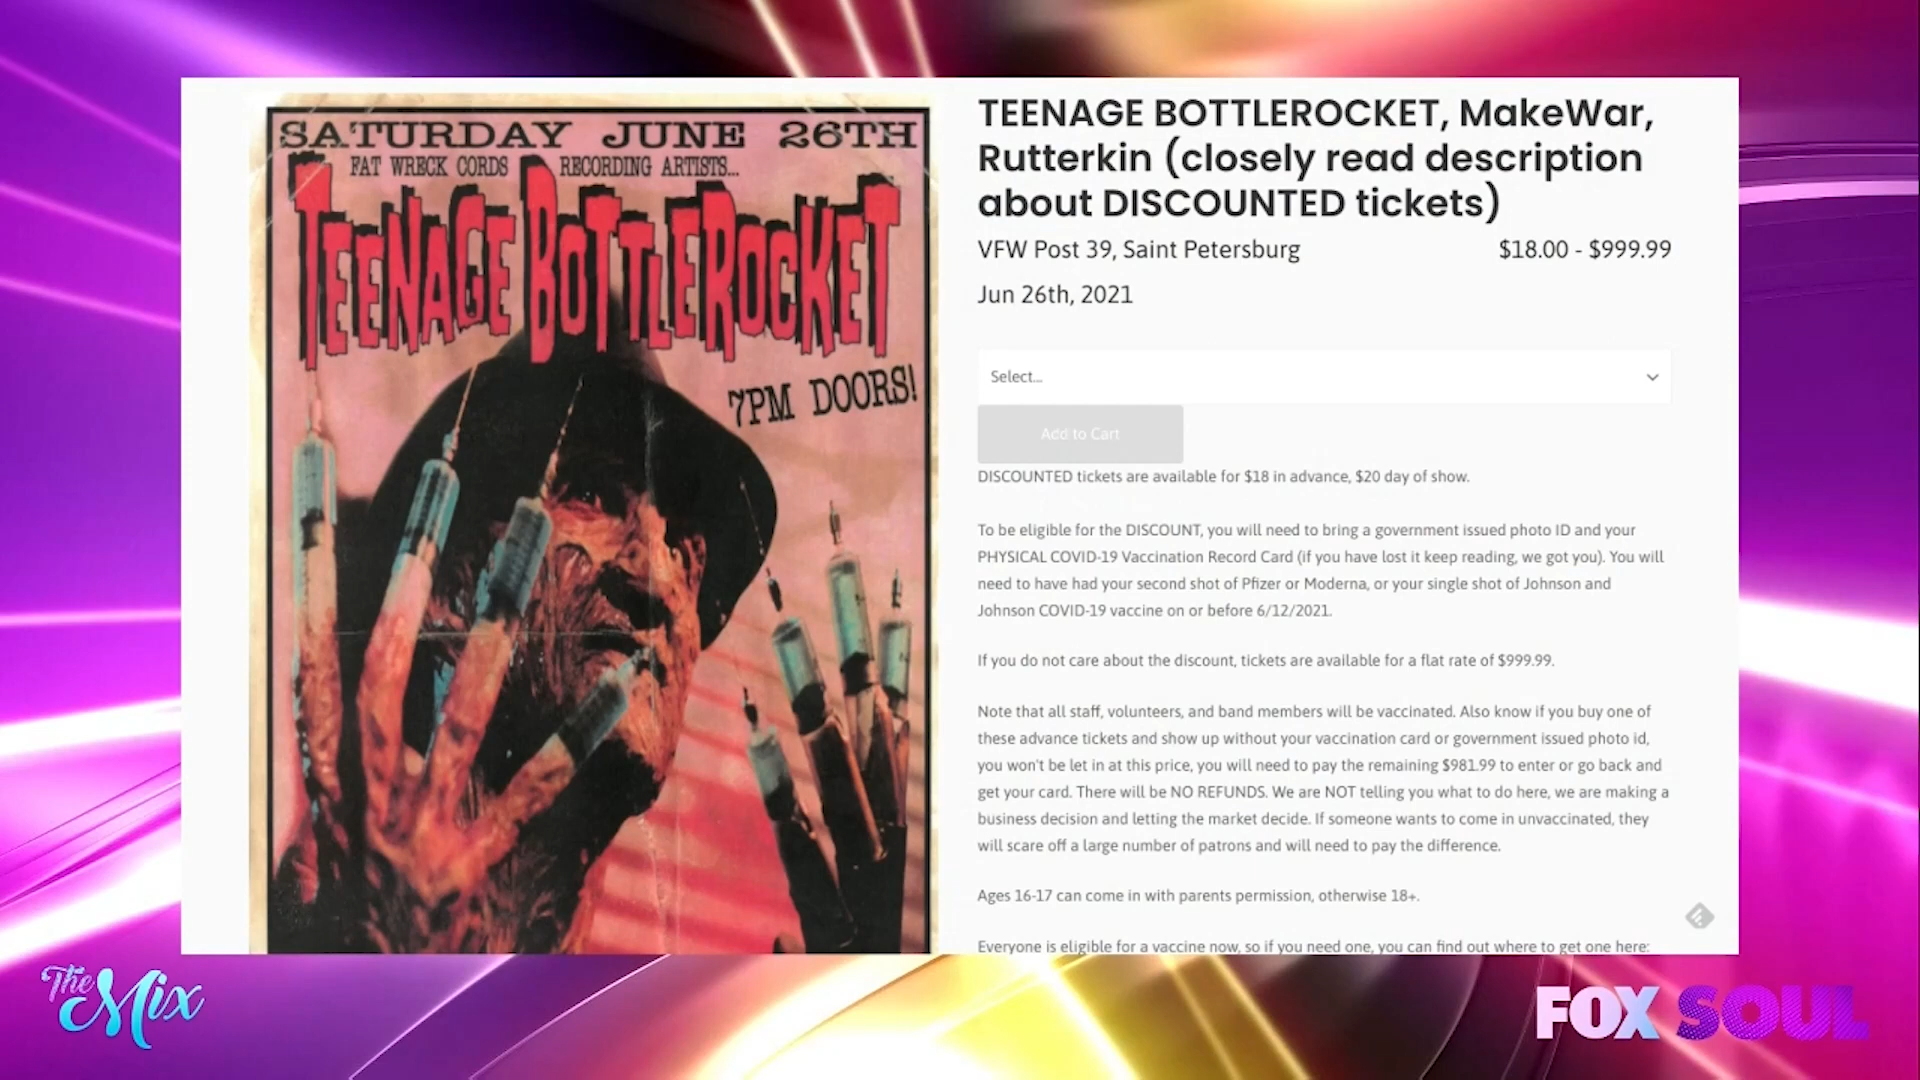 SATURDAY JUNE 26TH
FAT WRECK CORDS RECORDING ARTISTS...
TEENAGE BOTTLEROCKET
7PM DOORS!
TEENAGE BOTTLEROCKET, MakeWar,
Rutterkin (closely read description
about DISCOUNTED tickets)
VFW Post 39, Saint Petersburg $18.00 - $999.99
Jun 26th, 2021
Select...
Add to Cart
DISCOUNTED tickets are available for $18 in advance, $20 day of show.
To be eligible for the DISCOUNT, you will need to bring a government issued photo ID and your
PHYSICAL COVID-19 Vaccination Record Card (if you have lost it keep reading, we got you). You will
need to have had your second shot of Pfizer or Moderna, or your single shot of Johnson and
Johnson COVID-19 vaccine on or before 6/12/2021.
If you do not care about the discount, tickets are available for a flat rate of $999.99.
Note that all staff, volunteers, and band members will be vaccinated. Also know if you buy one of
these advance tickets and show up without your vaccination card or government issued photo id,
you won't be let in at this price, you will need to pay the remaining $981.99 to enter or go back and
get your card. There will be NO REFUNDS. We are NOT telling you what to do here, we are making a
business decision and letting the market decide. If someone wants to come in unvaccinated, they
will scare off a large number of patrons and will need to pay the difference.
Ages 16-17 can come in with parents permission, otherwise 18+.
Everyone is eligible for a vaccine now, so if you need one, you can find out where to get one here:
The Mix
FOX SOUL